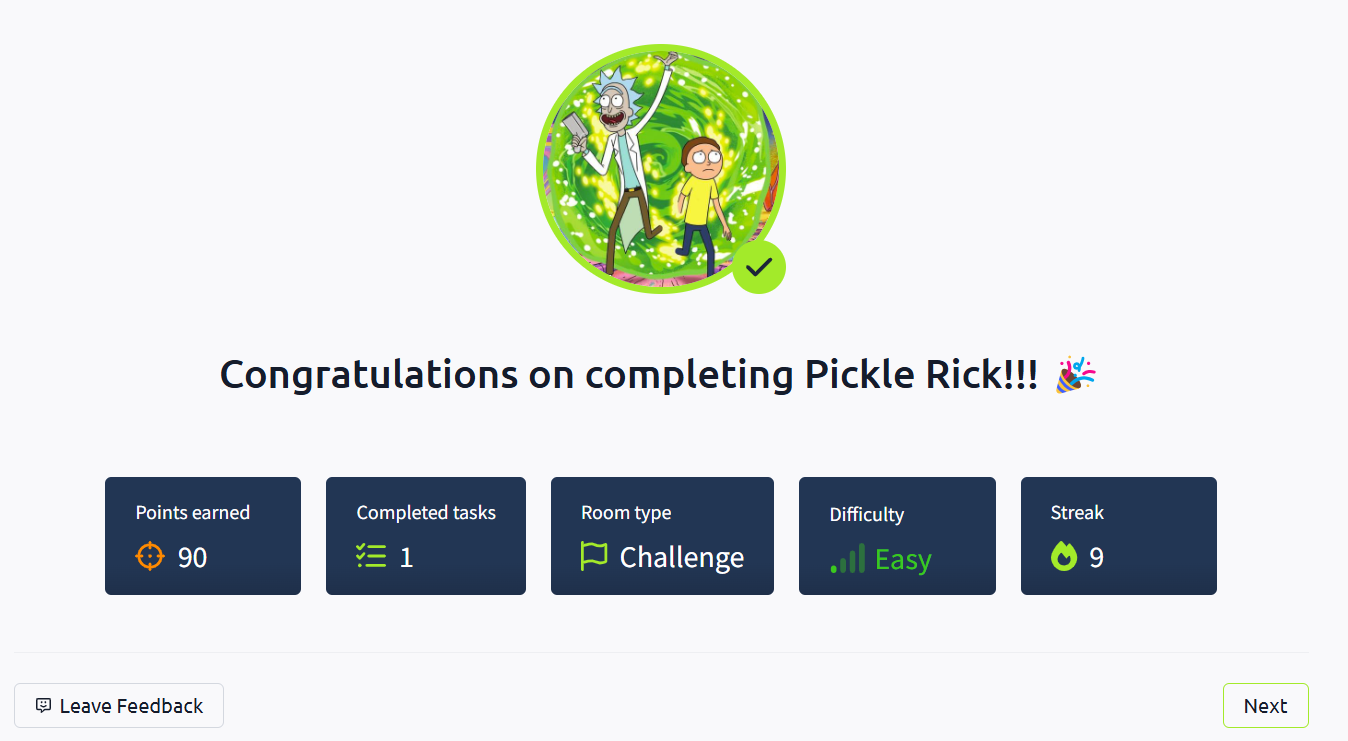 Congratulations on completing Pickle Rick!!! 🎉
Points earned
90
Completed tasks
1
Room type
Challenge
Difficulty
Easy
Streak
9
Leave Feedback
Next